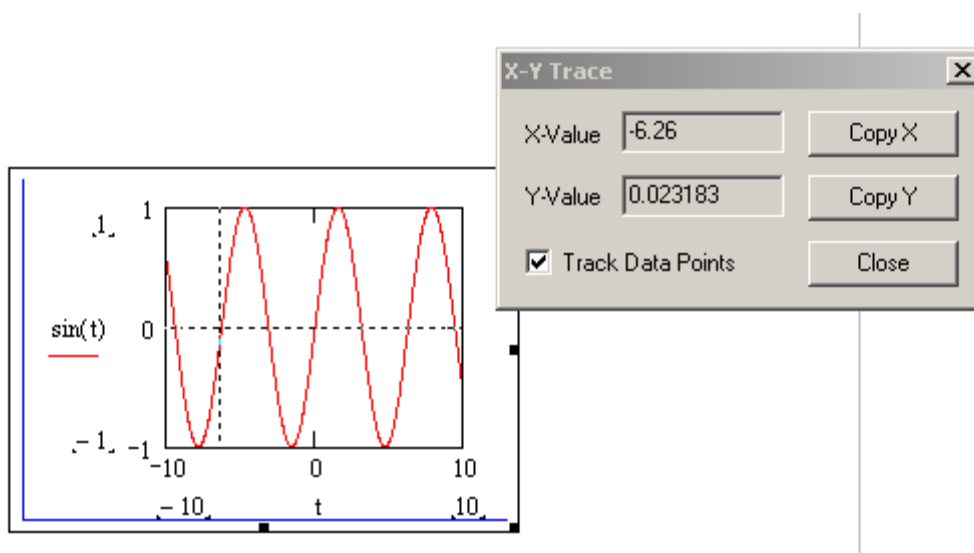 X-Y Trace
X-Value -6.26 Copy X
Y-Value 0.023183 Copy Y
Track Data Points Close
1 1
sin(t) 0
-1 -1
-10 0 10
-10 t 10